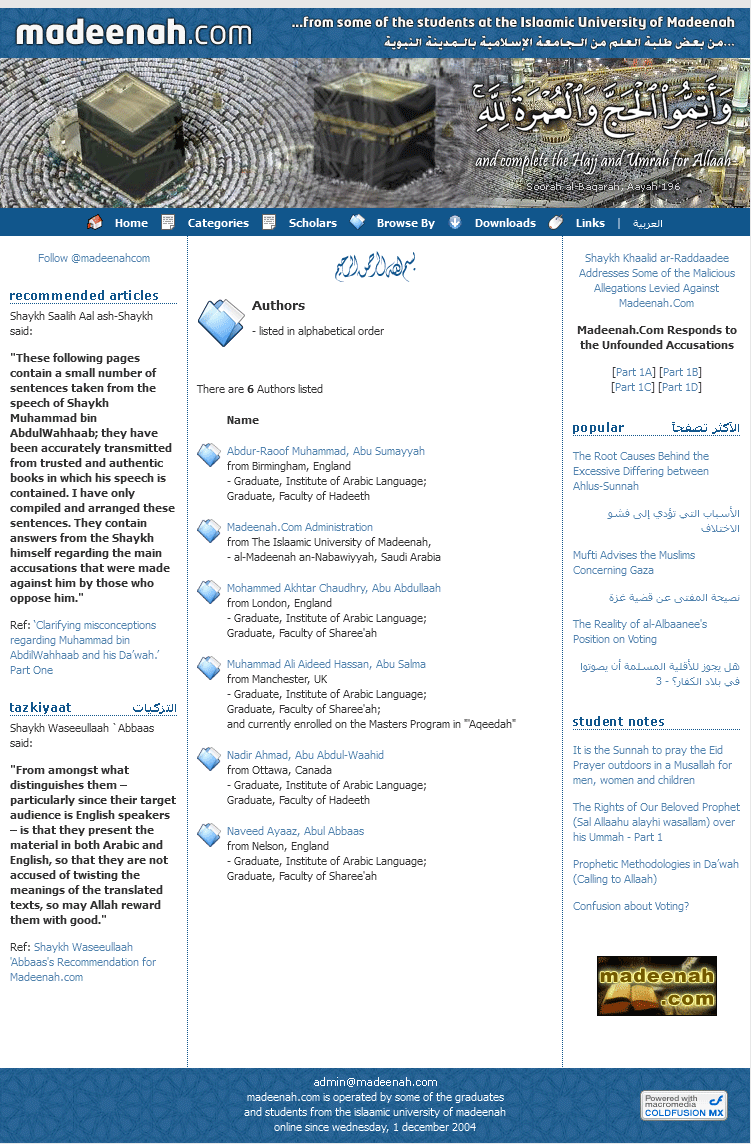 madeenah.com
...from some of the students at the Islaamic University of Madeenah
...من بعض طلبة العلم من الـجامعة الإسلامية بالـمدينة النبوية
وَأَتِمُّوا الْحَجَّ وَالْعُمْرَةَ لِلَّهِ
and complete the Hajj and Umrah for Allaah
Soorah al-Baqarah, Aayah 196
Home
Categories
Scholars
Browse By
Downloads
Links
|
العربية
Follow @madeenahcom
recommended articles
Shaykh Saalih Aal ash-Shaykh
said:
"These following pages
contain a small number of
sentences taken from the
speech of Shaykh
Muhammad bin
AbdulWahhaab; they have
been accurately transmitted
from trusted and authentic
books in which his speech is
contained. I have only
compiled and arranged these
sentences. They contain
answers from the Shaykh
himself regarding the main
accusations that were made
against him by those who
oppose him."
Ref: ‘Clarifying misconceptions
regarding Muhammad bin
AbdilWahhaab and his Da’wah.’
Part One
tazkiyaat التزكيات
Shaykh Waseeullaah `Abbaas
said:
"From amongst what
distinguishes them –
particularly since their target
audience is English speakers
– is that they present the
material in both Arabic and
English, so that they are not
accused of twisting the
meanings of the translated
texts, so may Allah reward
them with good."
Ref: Shaykh Waseeullaah
'Abbaas's Recommendation for
Madeenah.com
بسم الله الرحمن الرحيم
Authors
- listed in alphabetical order
There are 6 Authors listed
Name
Abdur-Raoof Muhammad, Abu Sumayyah
from Birmingham, England
- Graduate, Institute of Arabic Language;
Graduate, Faculty of Hadeeth
Madeenah.Com Administration
from The Islaamic University of Madeenah,
- al-Madeenah an-Nabawiyyah, Saudi Arabia
Mohammed Akhtar Chaudhry, Abu Abdullaah
from London, England
- Graduate, Institute of Arabic Language;
Graduate, Faculty of Sharee'ah
Muhammad Ali Aideed Hassan, Abu Salma
from Manchester, UK
- Graduate, Institute of Arabic Language;
Graduate, Faculty of Sharee'ah;
and currently enrolled on the Masters Program in "'Aqeedah"
Nadir Ahmad, Abu Abdul-Waahid
from Ottawa, Canada
- Graduate, Institute of Arabic Language;
Graduate, Faculty of Hadeeth
Naveed Ayaaz, Abul Abbaas
from Nelson, England
- Graduate, Institute of Arabic Language;
Graduate, Faculty of Sharee'ah
Shaykh Khaalid ar-Raddaadee
Addresses Some of the Malicious
Allegations Levied Against
Madeenah.Com
Madeenah.Com Responds to
the Unfounded Accusations
[Part 1A] [Part 1B]
[Part 1C] [Part 1D]
popular الأكثر تصفحاً
The Root Causes Behind the
Excessive Differing between
Ahlus-Sunnah
الأسباب التي تؤدي إلى فشو
الاختلاف
Mufti Advises the Muslims
Concerning Gaza
نصيحة المفتي عن قضية غزة
The Reality of al-Albaanee's
Position on Voting
هل يجوز للأقلية المسلمة أن يصوتوا
في بلاد الكفار؟ - 3
student notes
It is the Sunnah to pray the Eid
Prayer outdoors in a Musallah for
men, women and children
The Rights of Our Beloved Prophet
(Sal Allaahu alayhi wasallam) over
his Ummah - Part 1
Prophetic Methodologies in Da’wah
(Calling to Allaah)
Confusion about Voting?
madeenah
.com
admin@madeenah.com
madeenah.com is operated by some of the graduates
and students from the islaamic university of madeenah
online since wednesday, 1 december 2004
Powered with
macromedia
COLDFUSION MX